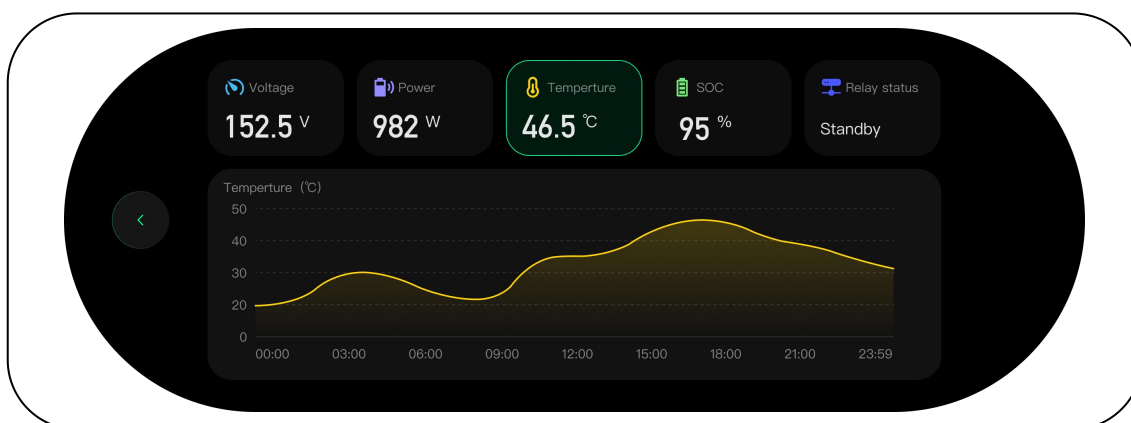 Voltage
152.5 V
Power
982 W
Temperture
46.5 ℃
SOC
95 %
Relay status
Standby
Temperture（℃）
50
40
30
20
0
00:00 03:00 06:00 09:00 12:00 15:00 18:00 21:00 23:59